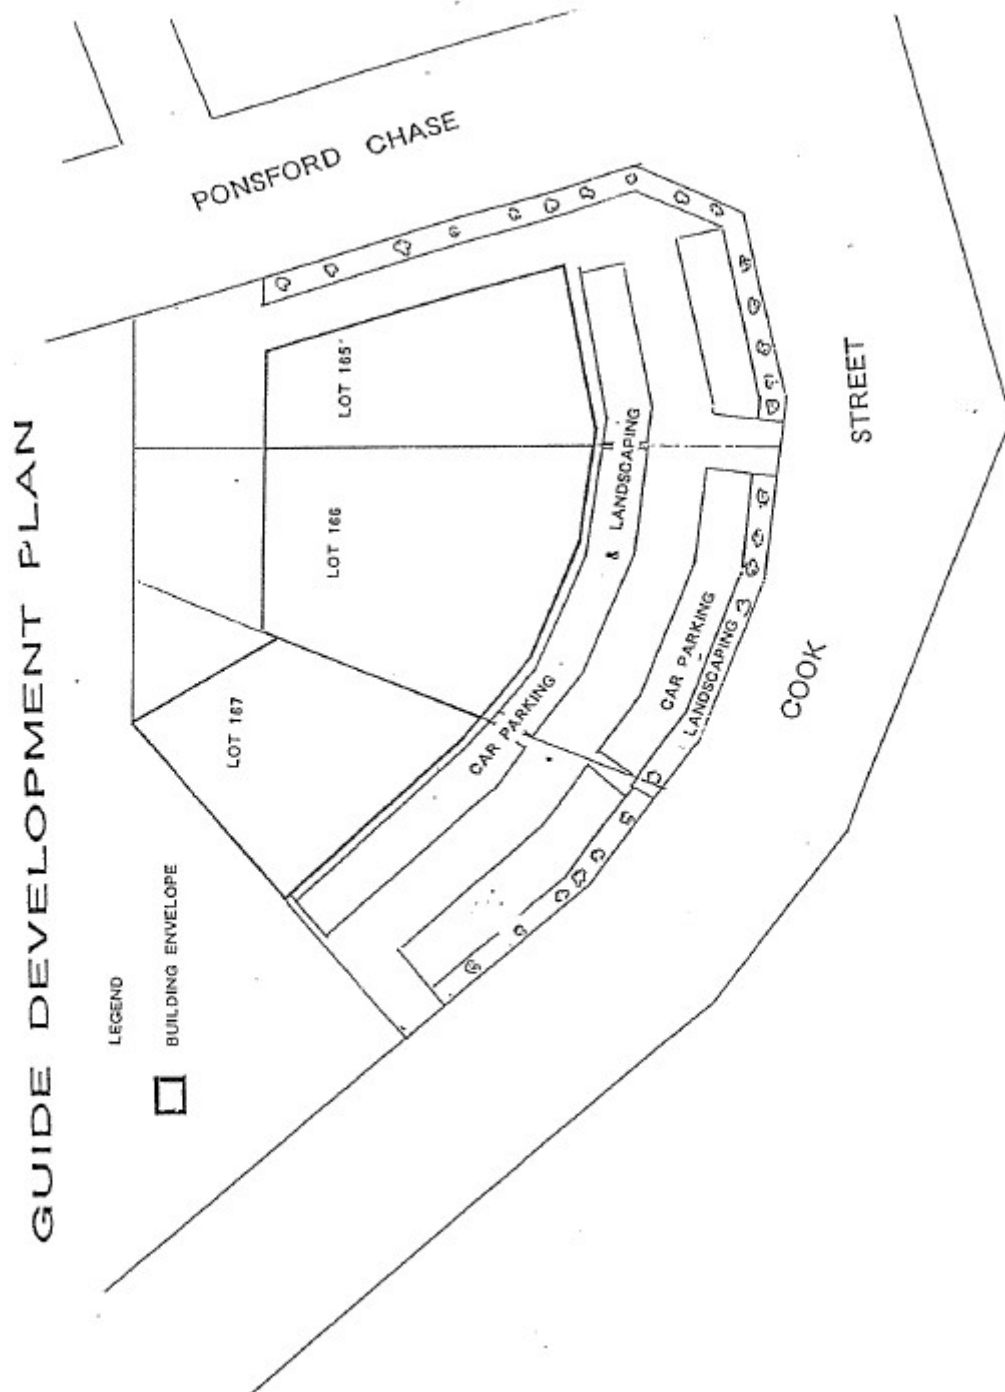 GUIDE DEVELOPMENT PLAN
LEGEND
BUILDING ENVELOPE
PONSFORD CHASE
LOT 165
LOT 166
LOT 167
CAR PARKING & LANDSCAPING
CAR PARKING
LANDSCAPING 3
COOK STREET